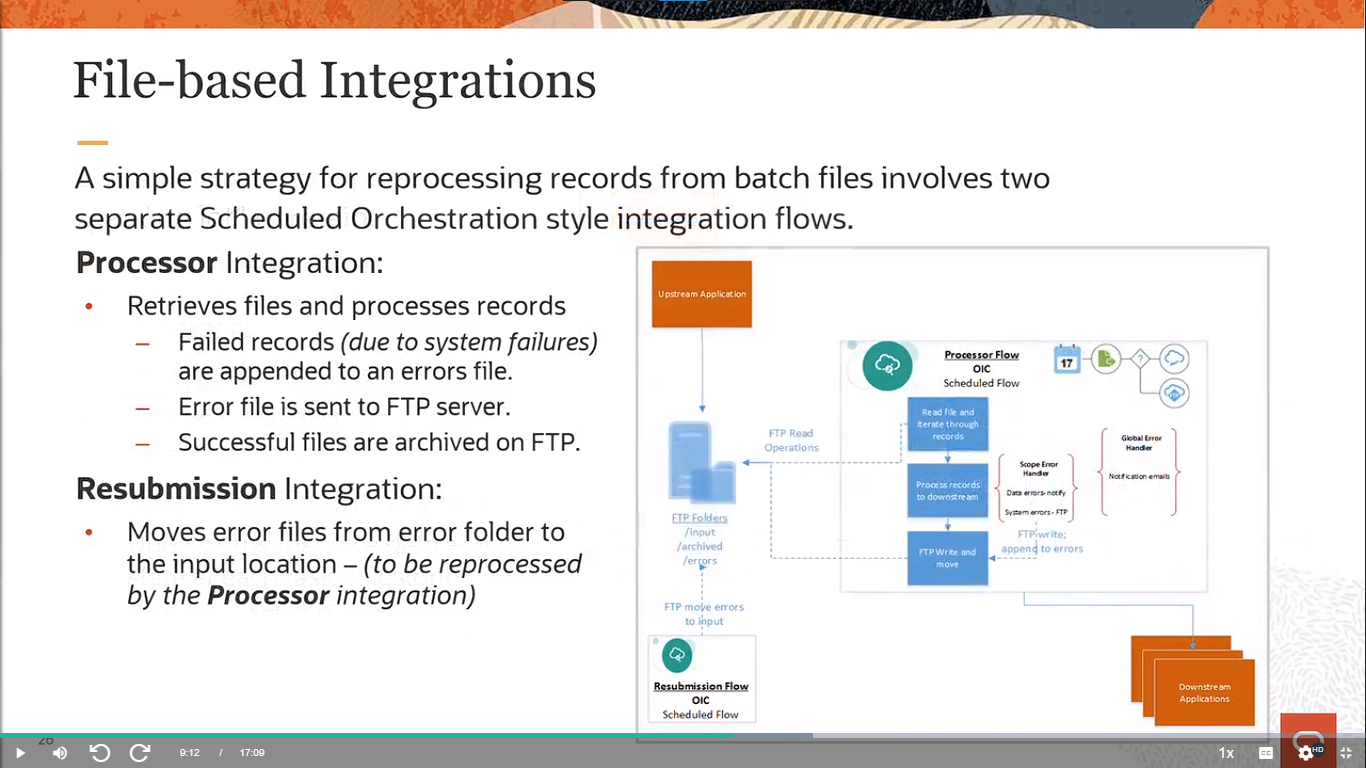 File-based Integrations
A simple strategy for reprocessing records from batch files involves two
separate Scheduled Orchestration style integration flows.
Processor Integration:
• Retrieves files and processes records
– Failed records (due to system failures)
are appended to an errors file.
– Error file is sent to FTP server.
– Successful files are archived on FTP.
Resubmission Integration:
• Moves error files from error folder to
the input location – (to be reprocessed
by the Processor integration)
Upstream Application
FTP Read
Operations
FTP Folders
/input
/archived
/errors
FTP move errors
to input
Resubmission Flow
OIC
Scheduled Flow
Processor Flow
OIC
Scheduled Flow
17
?
Read file and
iterate through
records
Process records
to downstream
FTP Write and
move
Scope Error
Handler
Data errors- notify
System errors - FTP
FTP write;
append to errors
Global Error
Handler
Notification emails
Downstream
Applications
26
9:12 / 17:09
1x
CC
HD